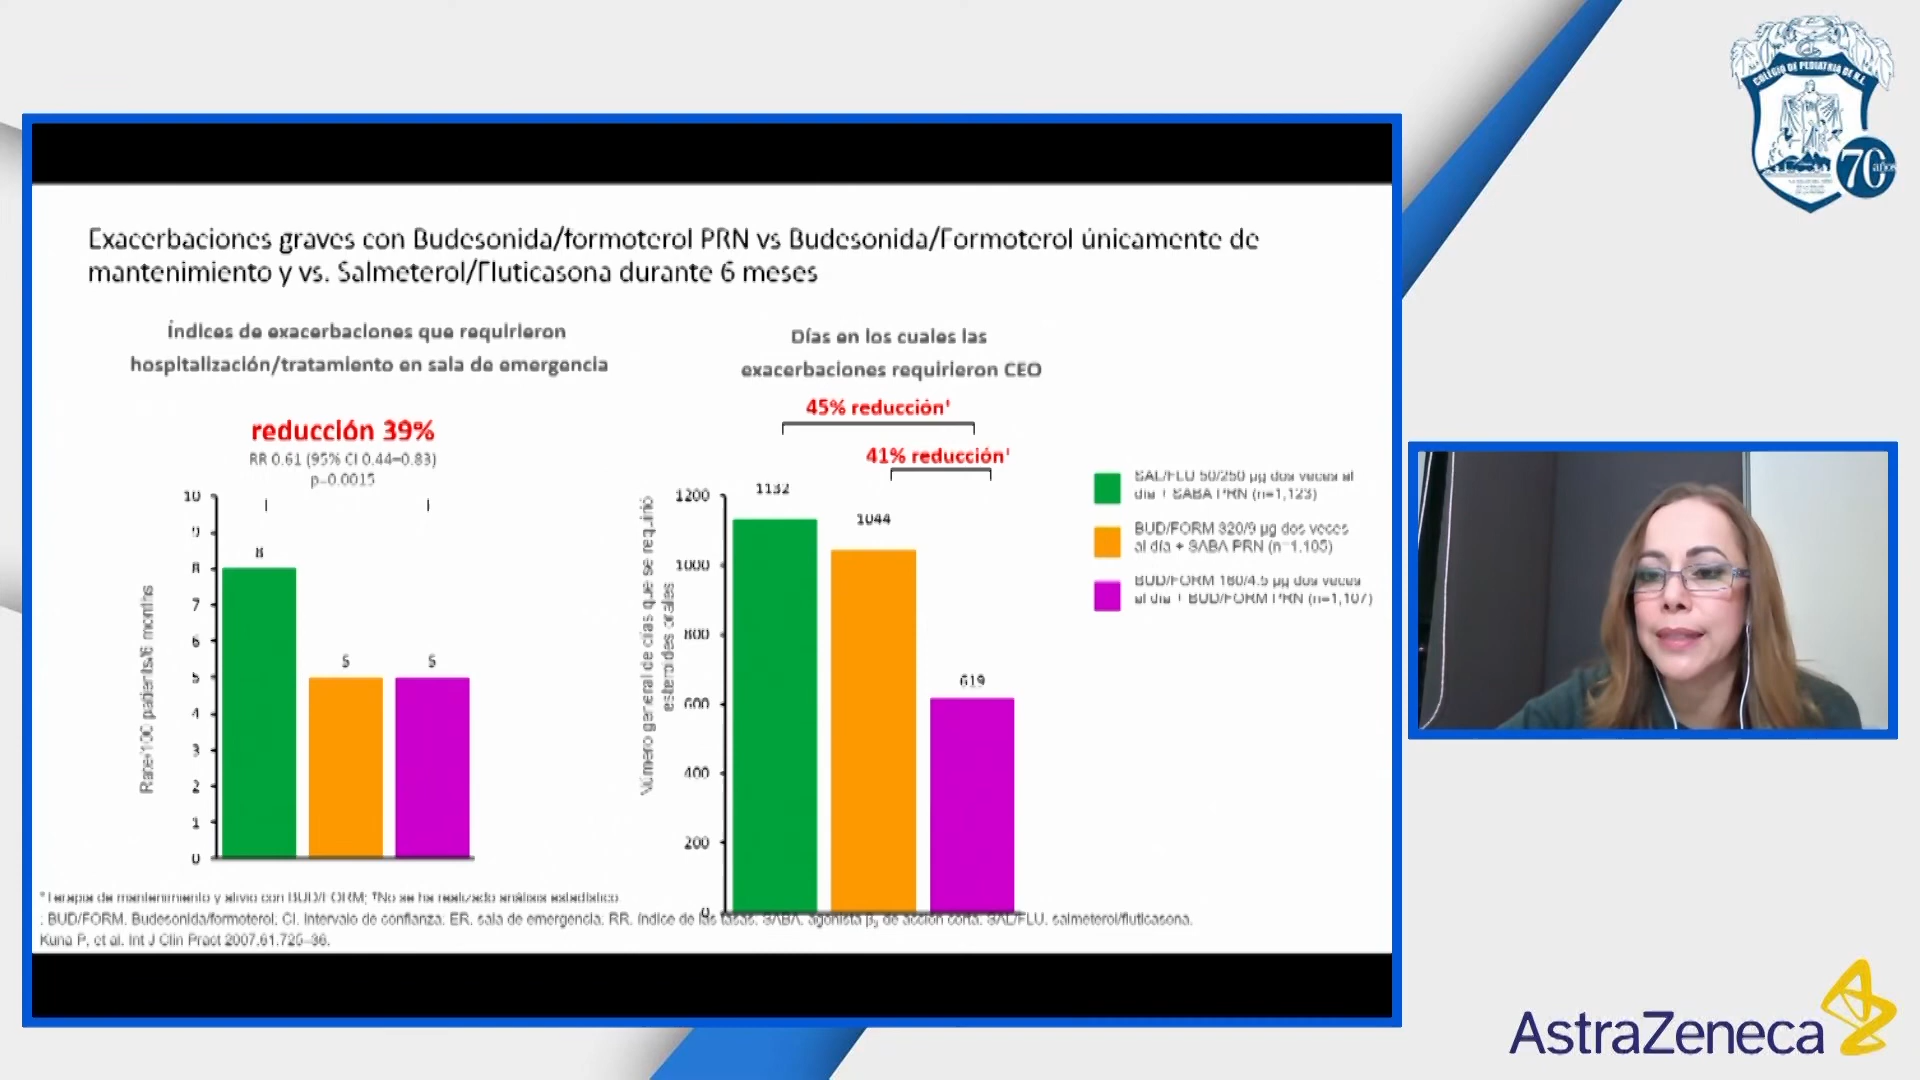 COLEGIO DE PEDIATRIA DE N.L.
70 años
Exacerbaciones graves con Budesonida/formoterol PRN vs Budesonida/Formoterol únicamente de
mantenimiento y vs. Salmeterol/Fluticasona durante 6 meses
Índices de exacerbaciones que requirieron
hospitalización/tratamiento en sala de emergencia
reducción 39%
RR 0.61 (95% CI 0.44–0.83)
p=0.0015
Rate/100 patients/6 months
10
9
8
7
6
5
4
3
2
1
0
8
5
5
Días en los cuales las
exacerbaciones requirieron CEO
45% reducción†
41% reducción†
Número general de días que se requirió
esteroides orales
1200
1000
800
600
400
200
0
1132
1044
619
SAL/FLU 50/250 µg dos veces al
día + SABA PRN (n=1,123)
BUD/FORM 320/9 µg dos veces
al día + SABA PRN (n=1,105)
BUD/FORM 160/4.5 µg dos veces
al día + BUD/FORM PRN (n=1,107)
*Terapia de mantenimiento y alivio con BUD/FORM; †No se ha realizado análisis estadístico
; BUD/FORM, Budesonida/formoterol; CI, Intervalo de confianza; ER, sala de emergencia; RR, índice de las tasas; SABA, agonista β2 de acción corta; SAL/FLU, salmeterol/fluticasona.
Kuna P, et al. Int J Clin Pract 2007;61:725–36.
AstraZeneca